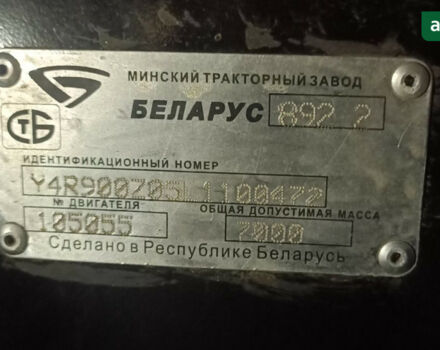 МИНСКИЙ ТРАКТОРНЫЙ ЗАВОД
БЕЛАРУС 892 2
СТБ
ИДЕНТИФИКАЦИОННЫЙ НОМЕР
Y4R900Z05L1100472
№ ДВИГАТЕЛЯ ОБЩАЯ ДОПУСТИМАЯ МАССА
105055 7000
Сделано в Республике Беларусь